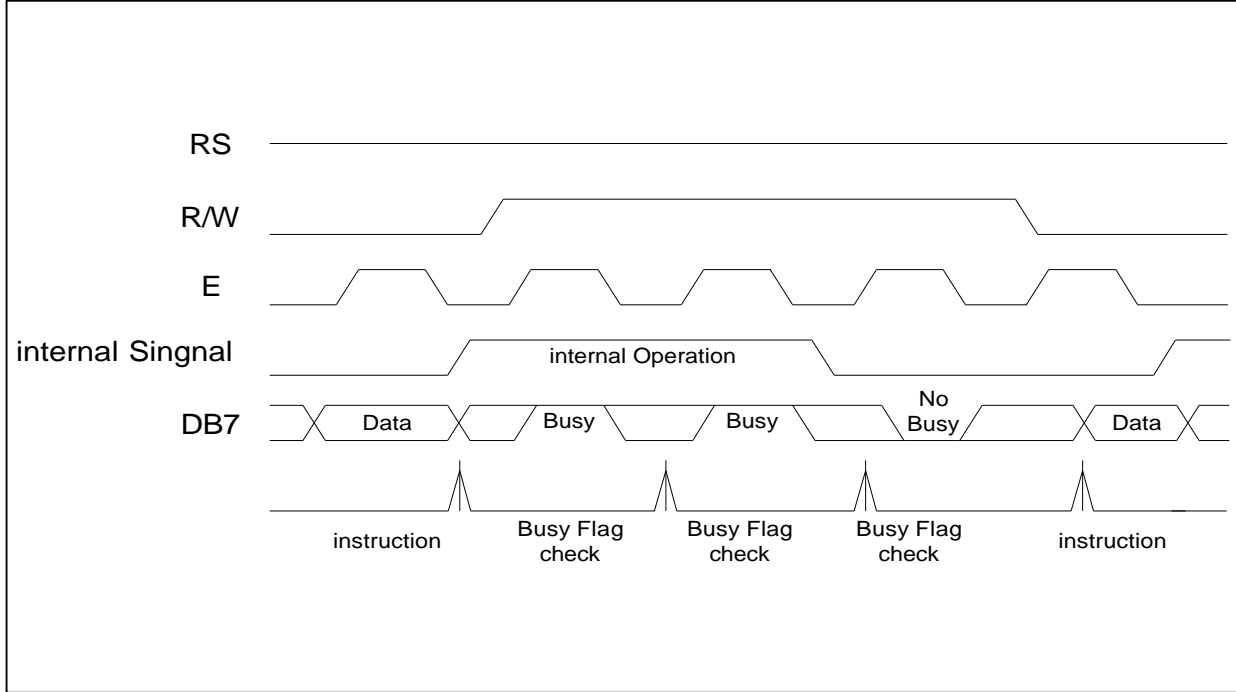 RS
R/W
E
internal Singnal
internal Operation
DB7
Data
Busy
Busy
No
Busy
Data
instruction
Busy Flag
check
Busy Flag
check
Busy Flag
check
instruction